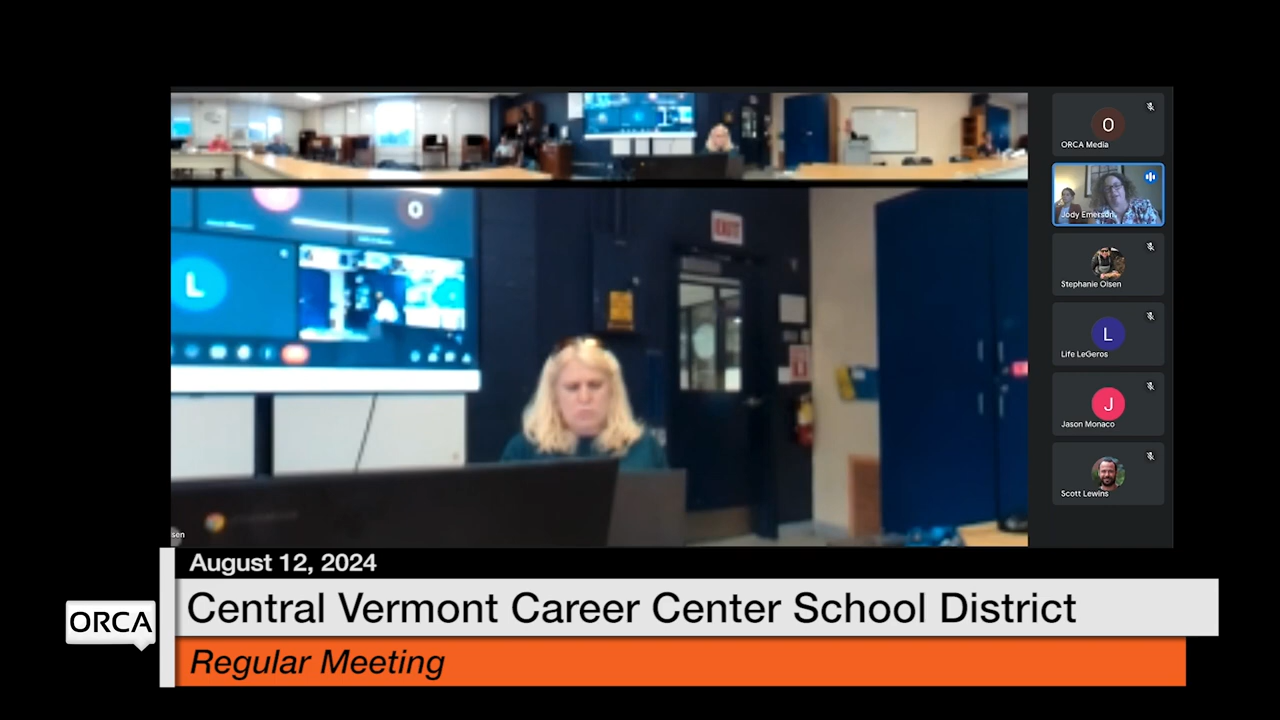 O
ORCA Media
Jody Emerson
Stephanie Olsen
L
Life LeGeros
J
Jason Monaco
Scott Lewins
O
EXIT
L
sen
August 12, 2024
Central Vermont Career Center School District
ORCA
Regular Meeting